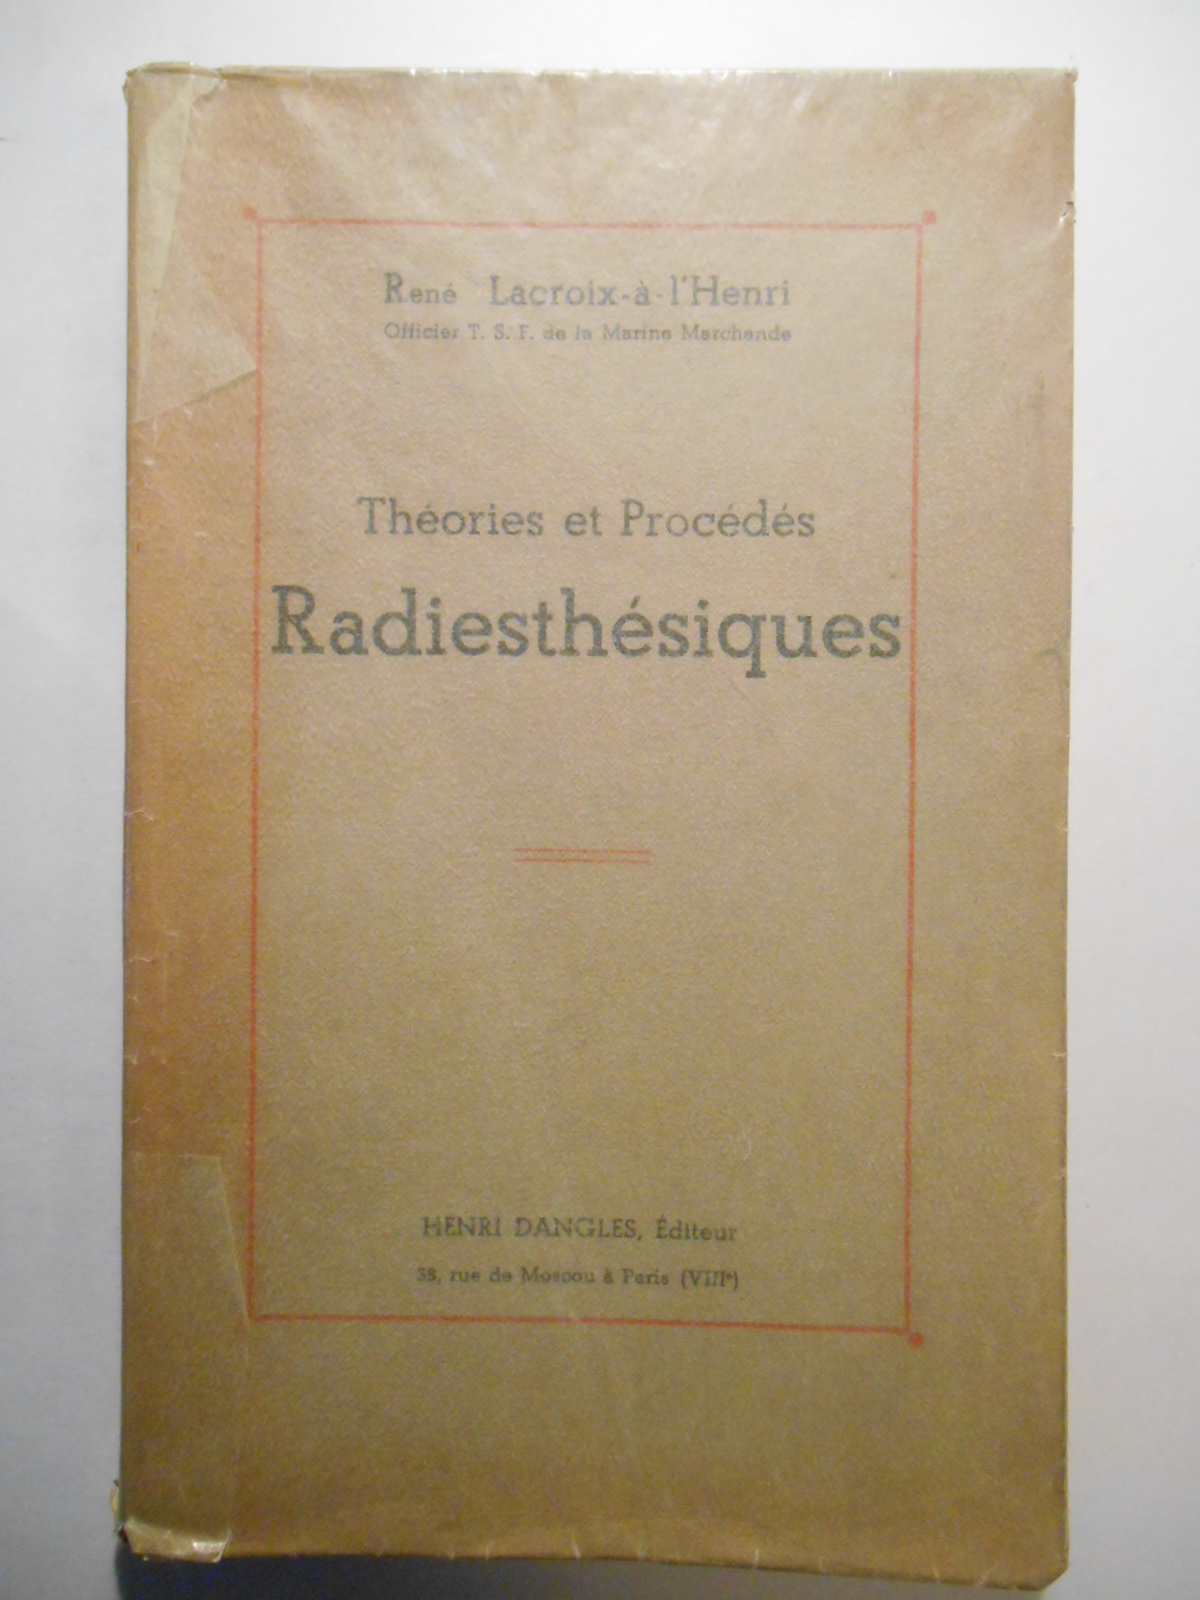 René Lacroix-à-l'Henri
Officier T. S. F. de la Marine Marchande
Théories et Procédés
Radiesthésiques
HENRI DANGLES, Éditeur
38, rue de Moscou à Paris (VIIIe)